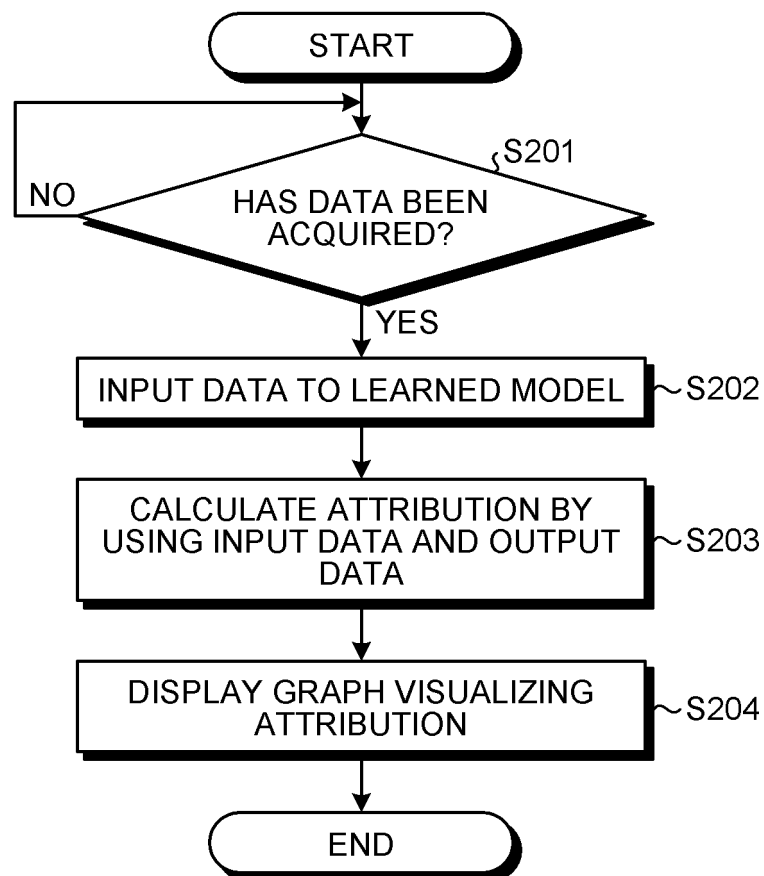 START
S201
HAS DATA BEEN
ACQUIRED?
NO
YES
INPUT DATA TO LEARNED MODEL
S202
CALCULATE ATTRIBUTION BY
USING INPUT DATA AND OUTPUT
DATA
S203
DISPLAY GRAPH VISUALIZING
ATTRIBUTION
S204
END